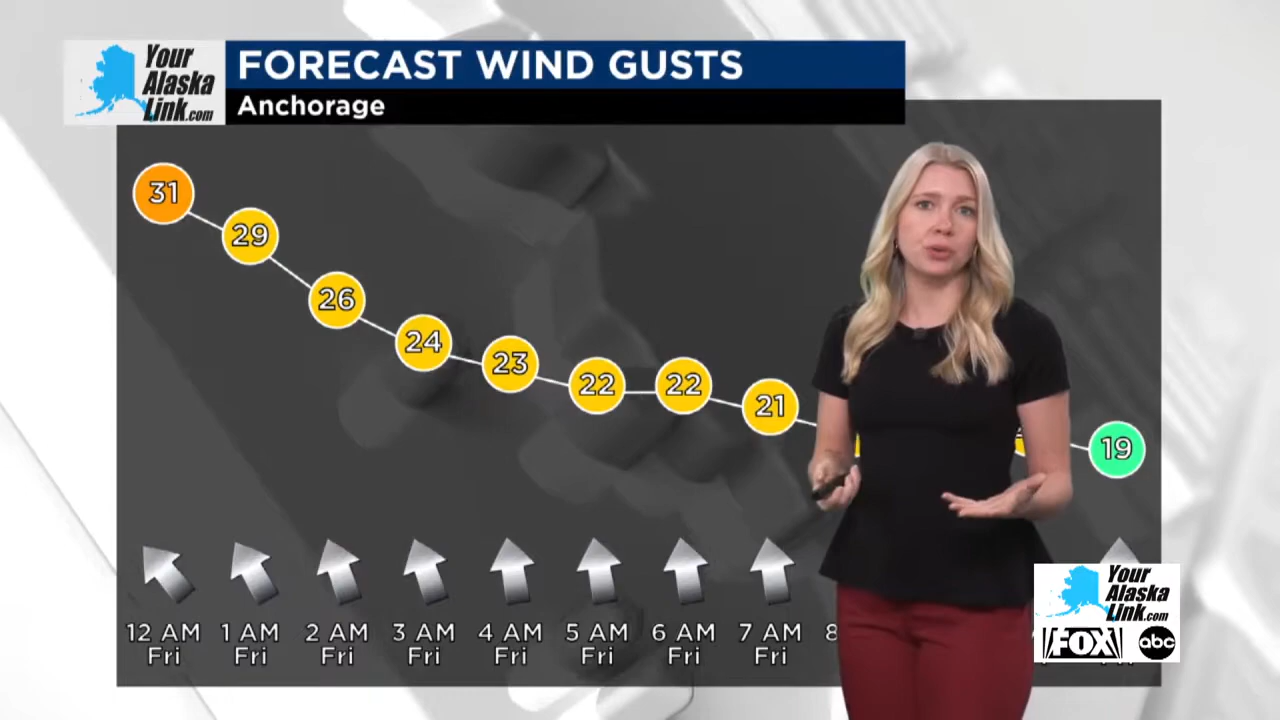 Your
Alaska
Link.com
FORECAST WIND GUSTS
Anchorage
31
29
26
24
23
22
22
21
19
12 AM 1 AM 2 AM 3 AM 4 AM 5 AM 6 AM 7 AM 8
Fri Fri Fri Fri Fri Fri Fri Fri
Your
Alaska
Link.com
FOX abc